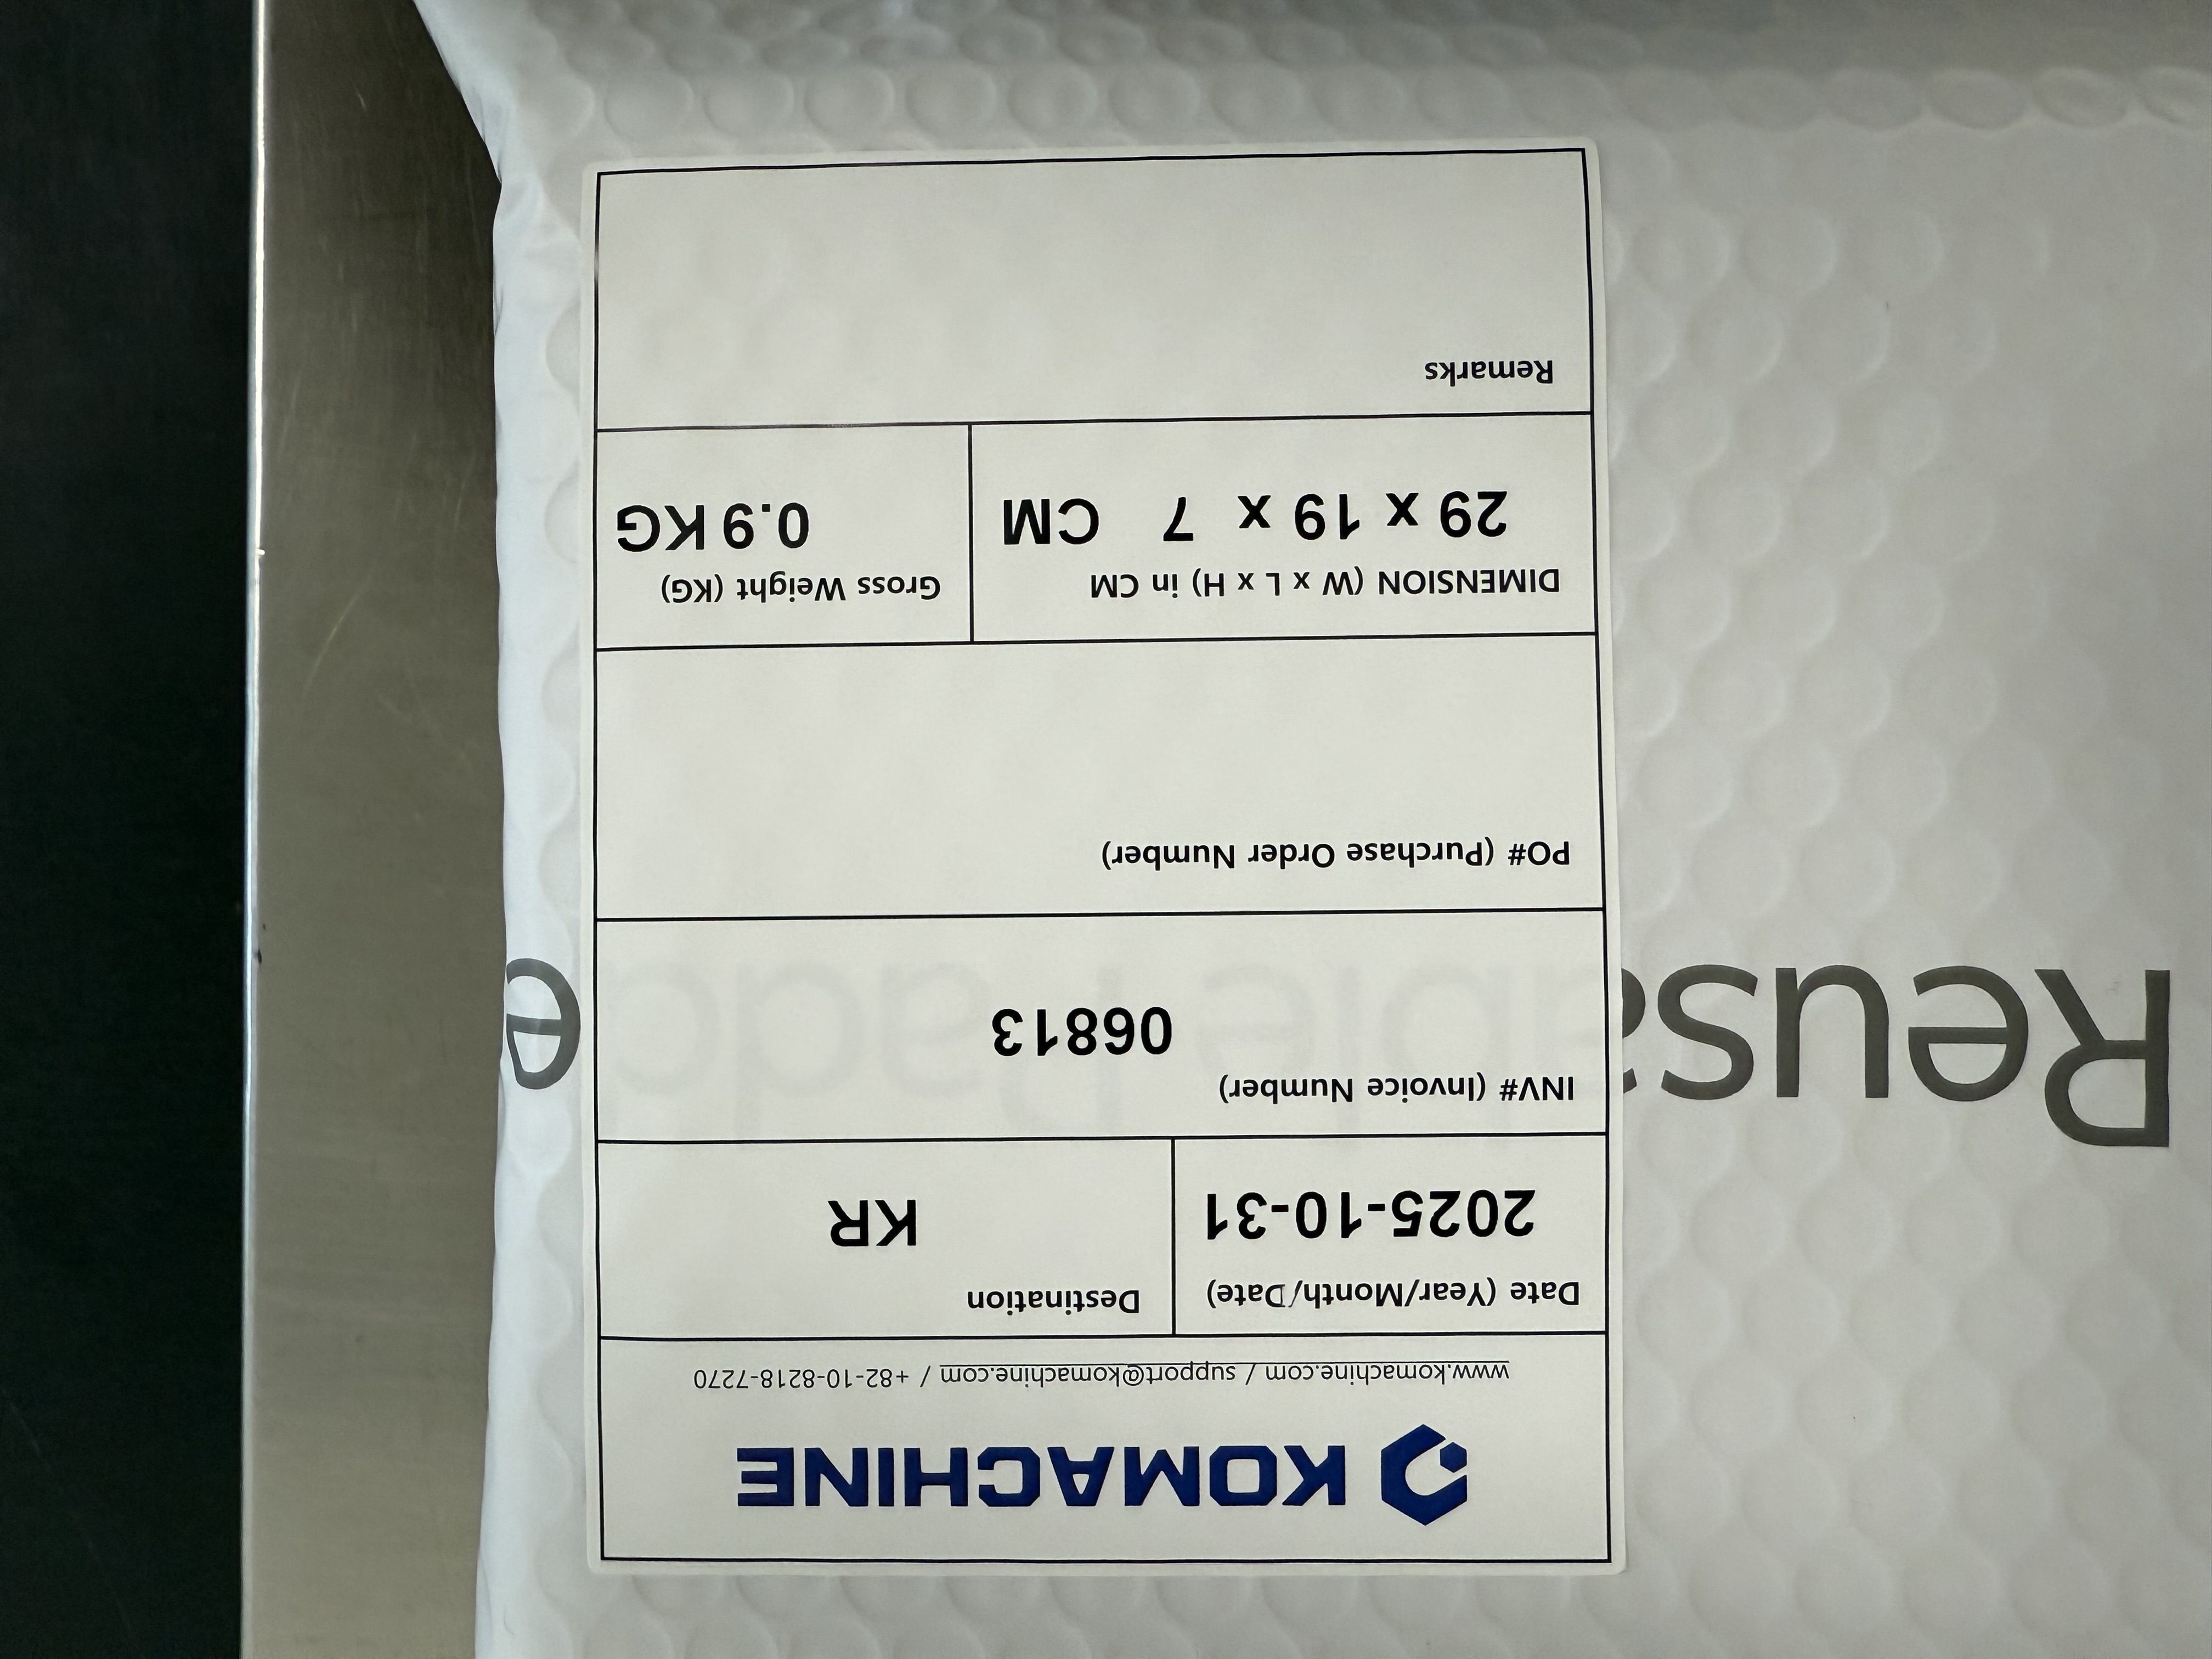 KOMACHINE
www.komachine.com / support@komachine.com / +82-10-8218-7270
Date (Year/Month/Date)
2025-10-31
Destination
KR
INV# (Invoice Number)
06813
PO# (Purchase Order Number)
DIMENSION (W x L x H) in CM
29 x 19 x 7 CM
Gross Weight (KG)
0.9 KG
Remarks
Reusable Padd e